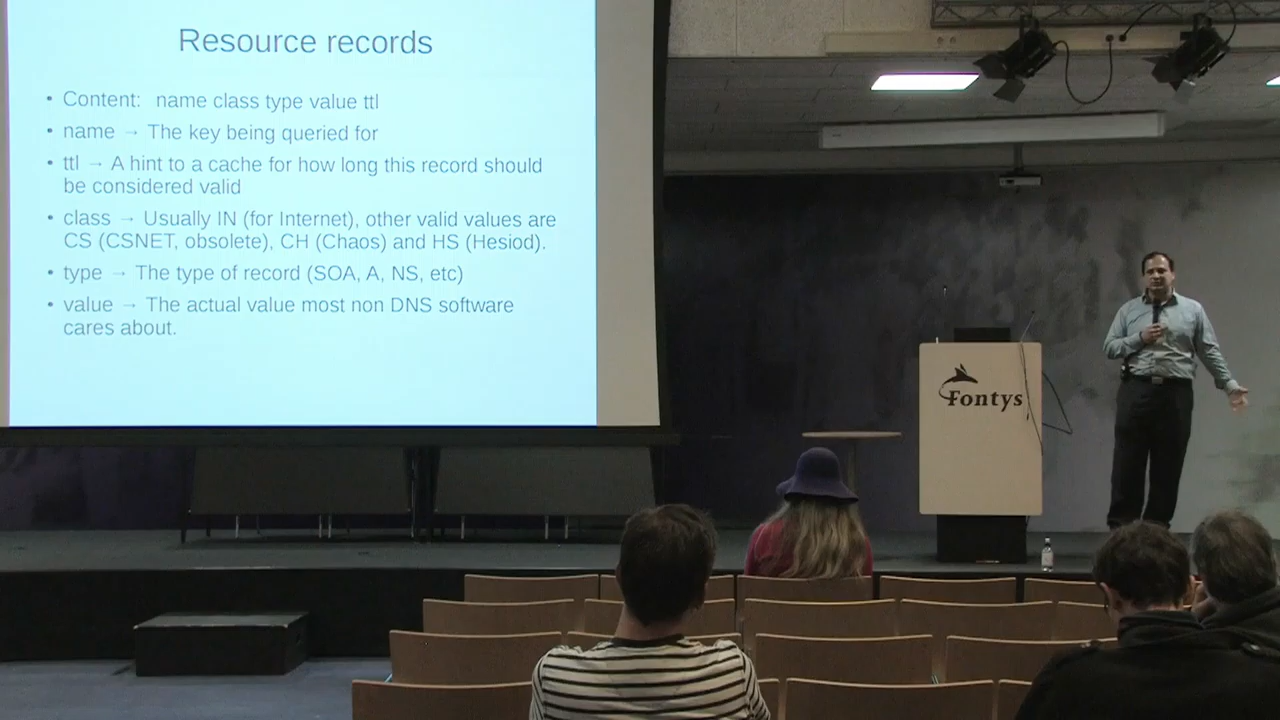 Resource records
• Content: name class type value ttl
• name → The key being queried for
• ttl → A hint to a cache for how long this record should
be considered valid
• class → Usually IN (for Internet), other valid values are
CS (CSNET, obsolete), CH (Chaos) and HS (Hesiod).
• type → The type of record (SOA, A, NS, etc)
• value → The actual value most non DNS software
cares about.
Fontys